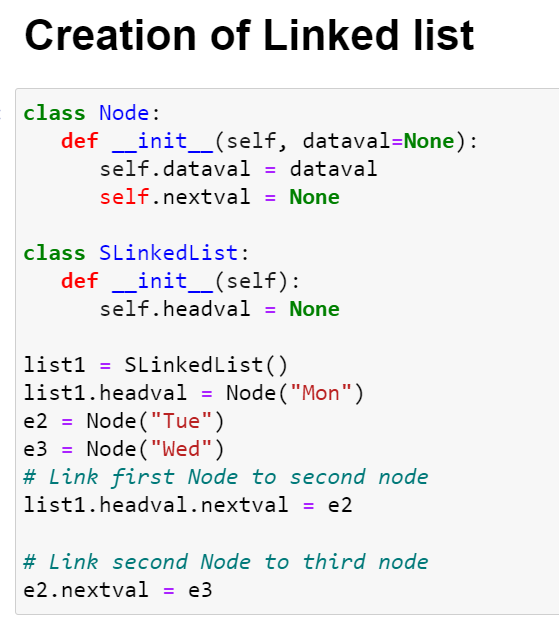 Creation of Linked list
class Node:
   def __init__(self, dataval=None):
      self.dataval = dataval
      self.nextval = None

class SLinkedList:
   def __init__(self):
      self.headval = None

list1 = SLinkedList()
list1.headval = Node("Mon")
e2 = Node("Tue")
e3 = Node("Wed")
# Link first Node to second node
list1.headval.nextval = e2

# Link second Node to third node
e2.nextval = e3